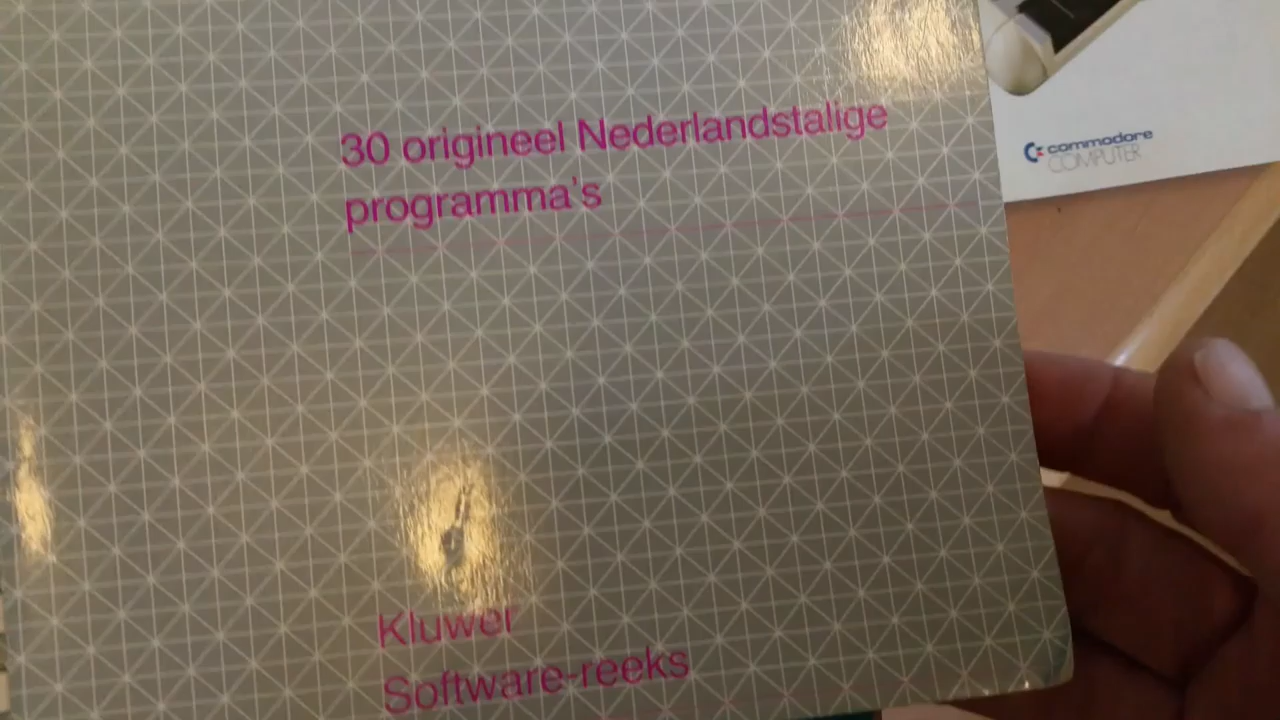 30 origineel Nederlandstalige
programma's
commodore
COMPUTER
Kluwer
Software-reeks